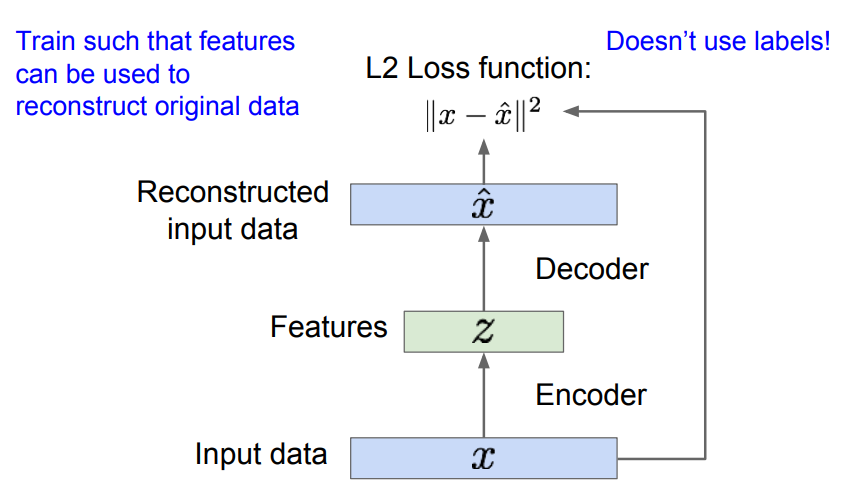 Train such that features
can be used to
reconstruct original data
Doesn't use labels!
L2 Loss function:
‖x − x̂‖²
Reconstructed
input data
x̂
Decoder
Features
z
Encoder
Input data
x